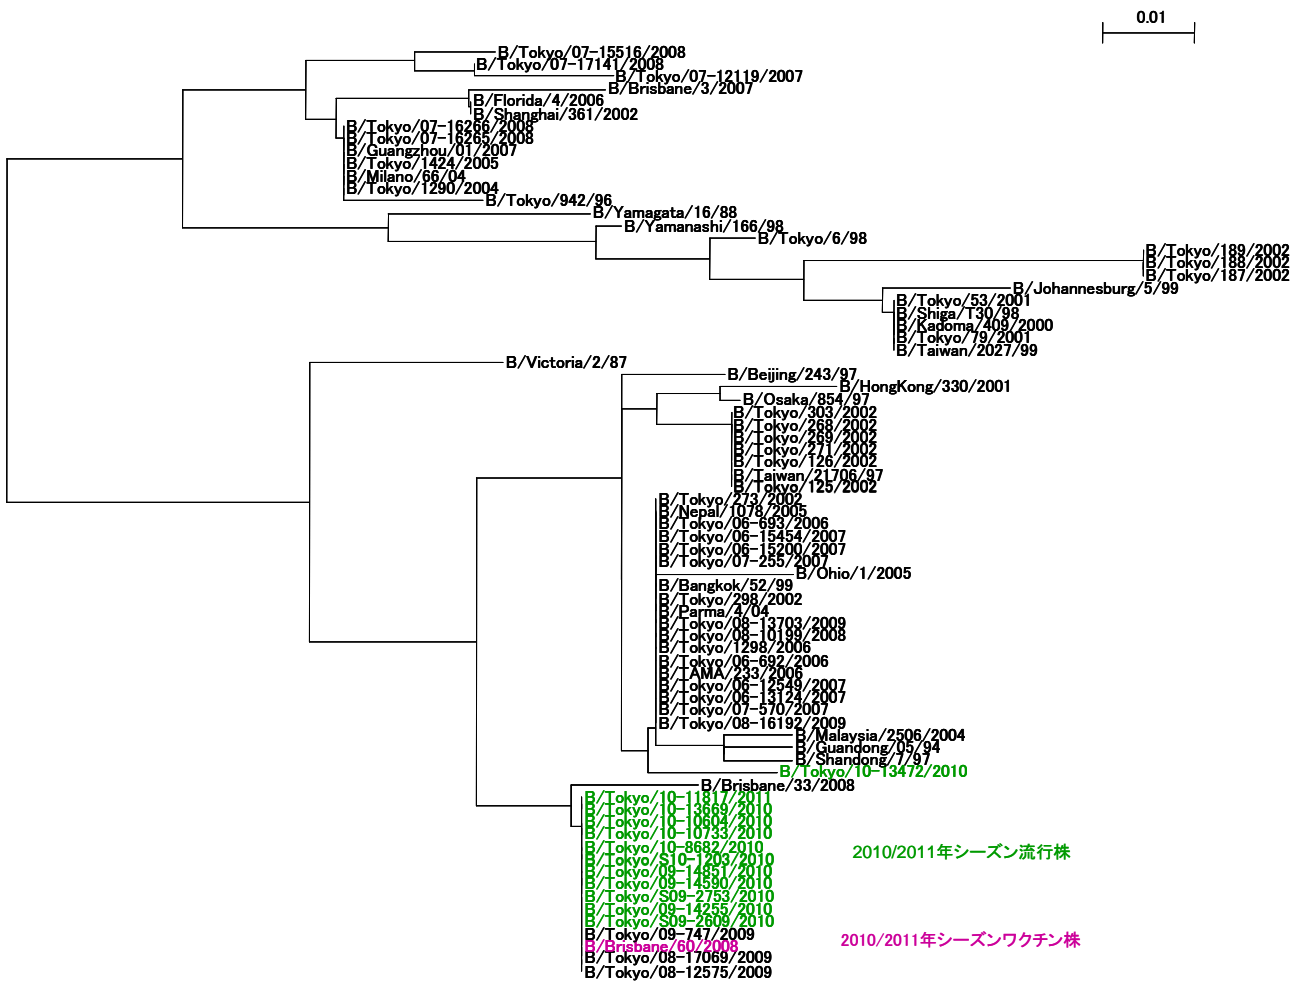 0.01
B/Tokyo/07-15516/2008
B/Tokyo/07-17141/2008
B/Tokyo/07-12119/2007
B/Brisbane/3/2007
B/Florida/4/2006
B/Shanghai/361/2002
B/Tokyo/07-16266/2008
B/Tokyo/07-16265/2008
B/Guangzhou/01/2007
B/Tokyo/1424/2005
B/Milano/66/04
B/Tokyo/1290/2004
B/Tokyo/942/96
B/Yamagata/16/88
B/Yamanashi/166/98
B/Tokyo/6/98
B/Tokyo/189/2002
B/Tokyo/188/2002
B/Tokyo/187/2002
B/Johannesburg/5/99
B/Tokyo/53/2001
B/Shiga/T30/98
B/Kadoma/409/2000
B/Tokyo/79/2001
B/Taiwan/2027/99
B/Victoria/2/87
B/Beijing/243/97
B/HongKong/330/2001
B/Osaka/854/97
B/Tokyo/303/2002
B/Tokyo/268/2002
B/Tokyo/269/2002
B/Tokyo/271/2002
B/Tokyo/126/2002
B/Taiwan/21706/97
B/Tokyo/125/2002
B/Tokyo/273/2002
B/Nepal/1078/2005
B/Tokyo/06-693/2006
B/Tokyo/06-15454/2007
B/Tokyo/06-15200/2007
B/Tokyo/07-255/2007
B/Ohio/1/2005
B/Bangkok/52/99
B/Tokyo/298/2002
B/Parma/4/04
B/Tokyo/08-13703/2009
B/Tokyo/08-10199/2008
B/Tokyo/1298/2006
B/Tokyo/06-692/2006
B/TAMA/233/2006
B/Tokyo/06-12549/2007
B/Tokyo/06-13124/2007
B/Tokyo/07-570/2007
B/Tokyo/08-16192/2009
B/Malaysia/2506/2004
B/Guandong/05/94
B/Shandong/7/97
B/Tokyo/10-13472/2010
B/Brisbane/33/2008
B/Tokyo/10-11817/2011
B/Tokyo/10-13669/2010
B/Tokyo/10-10604/2010
B/Tokyo/10-10733/2010
B/Tokyo/10-8682/2010
B/Tokyo/S10-1203/2010
B/Tokyo/09-14851/2010
B/Tokyo/09-14590/2010
B/Tokyo/S09-2753/2010
B/Tokyo/09-14255/2010
B/Tokyo/S09-2609/2010
B/Tokyo/09-747/2009
B/Brisbane/60/2008
B/Tokyo/08-17069/2009
B/Tokyo/08-12575/2009
2010/2011年シーズン流行株
2010/2011年シーズンワクチン株